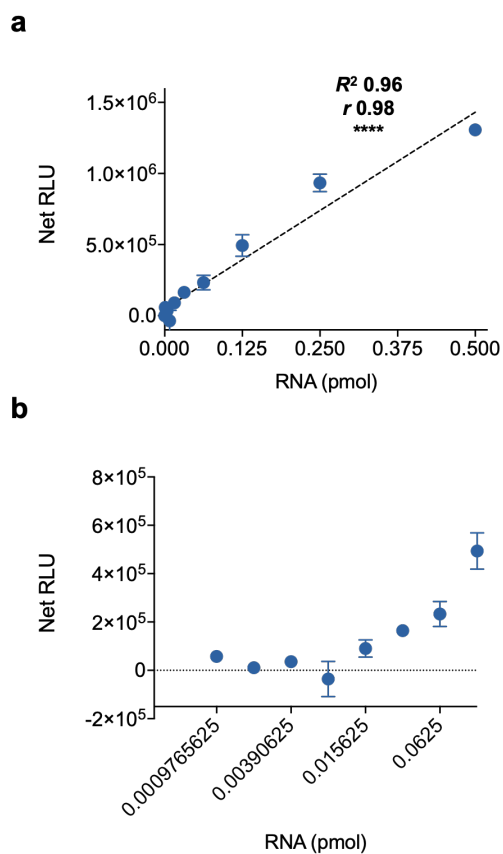 a
R² 0.96
r 0.98
****
1.5×10⁶
1.0×10⁶
5.0×10⁵
0.0
Net RLU
0.000 0.125 0.250 0.375 0.500
RNA (pmol)
b
8×10⁵
6×10⁵
4×10⁵
2×10⁵
0
-2×10⁵
Net RLU
0.0009765625 0.00390625 0.015625 0.0625
RNA (pmol)